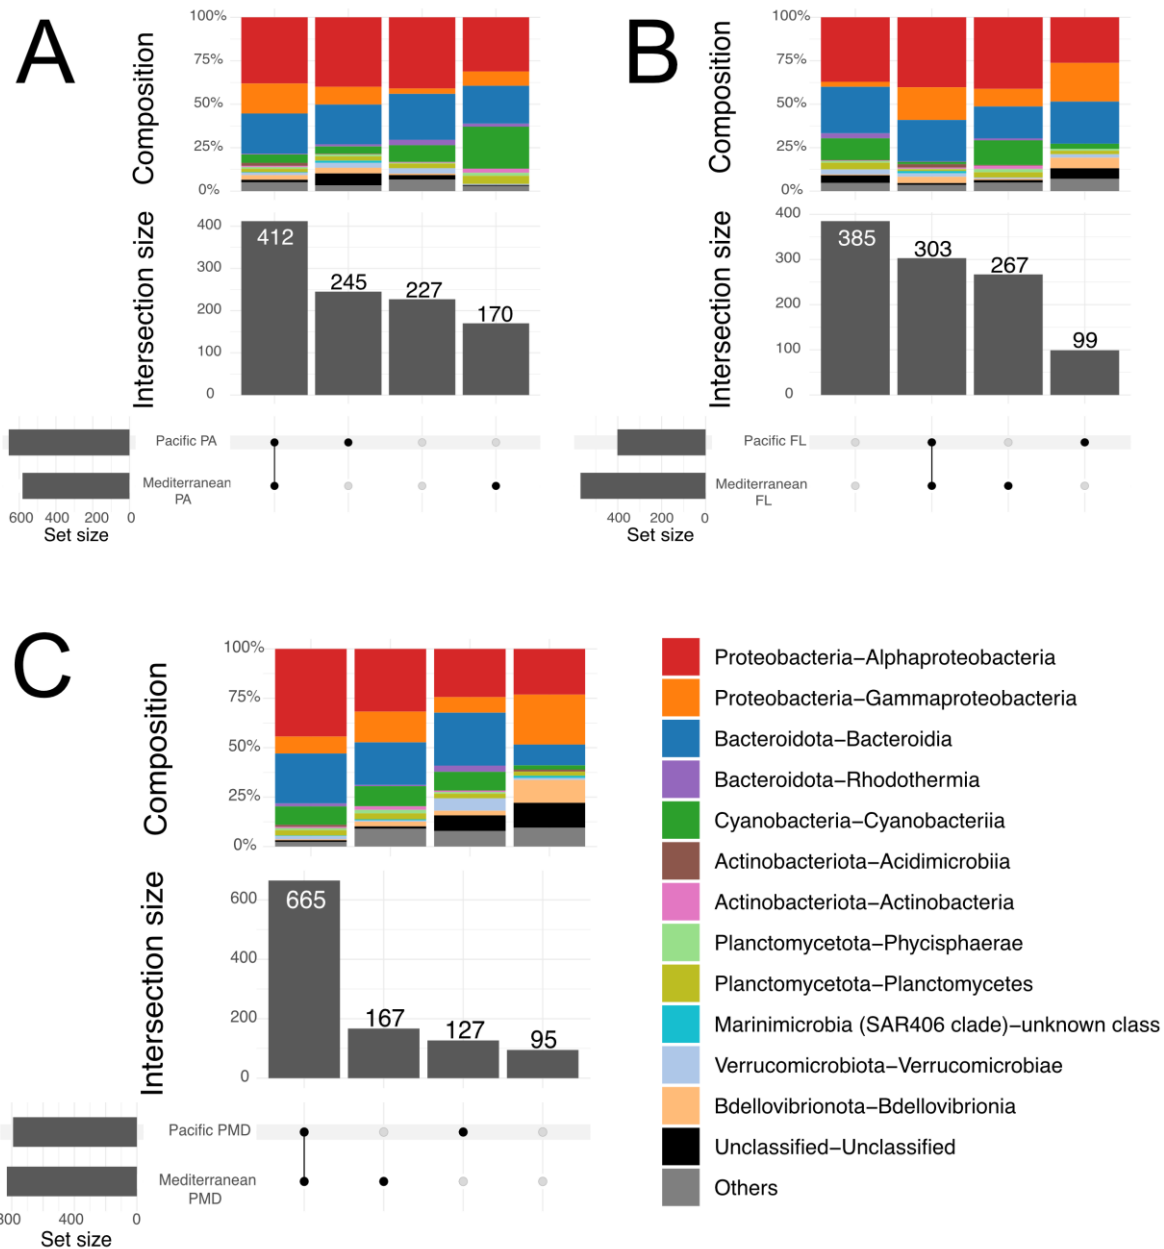 A
Composition
100%
75%
50%
25%
0%
Intersection size
400
300
200
100
0
412
245
227
170
Pacific PA
Mediterranean
PA
600 400 200 0
Set size
B
Composition
100%
75%
50%
25%
0%
Intersection size
400
300
200
100
0
385
303
267
99
Pacific FL
Mediterranean
FL
400 200 0
Set size
C
Composition
100%
75%
50%
25%
0%
Intersection size
600
400
200
0
665
167
127
95
Pacific PMD
Mediterranean
PMD
400 0
Set size
Proteobacteria−Alphaproteobacteria
Proteobacteria−Gammaproteobacteria
Bacteroidota−Bacteroidia
Bacteroidota−Rhodothermia
Cyanobacteria−Cyanobacteriia
Actinobacteriota−Acidimicrobiia
Actinobacteriota−Actinobacteria
Planctomycetota−Phycisphaerae
Planctomycetota−Planctomycetes
Marinimicrobia (SAR406 clade)−unknown class
Verrucomicrobiota−Verrucomicrobiae
Bdellovibrionota−Bdellovibrionia
Unclassified−Unclassified
Others